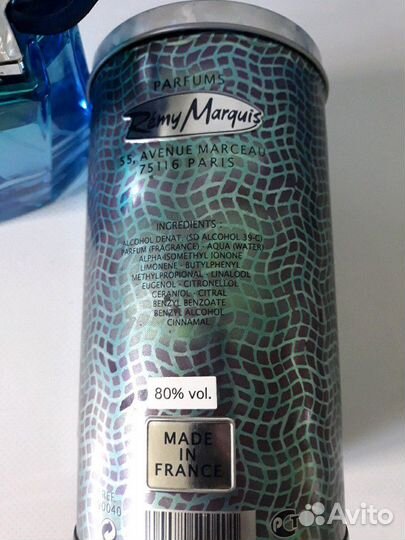 PARFUMS
Rémy Marquis
55, AVENUE MARCEAU
75116 PARIS
INGREDIENTS :
ALCOHOL DENAT. (SD ALCOHOL 39-C)
PARFUM (FRAGRANCE) - AQUA (WATER)
ALPHA-ISOMETHYL IONONE
LIMONENE - BUTYLPHENYL
METHYLPROPIONAL - LINALOOL
EUGENOL - CITRONELLOL
GERANIOL - CITRAL
BENZYL BENZOATE
BENZYL ALCOHOL
CINNAMAL
80% vol.
MADE
IN
FRANCE
PCT
Avito